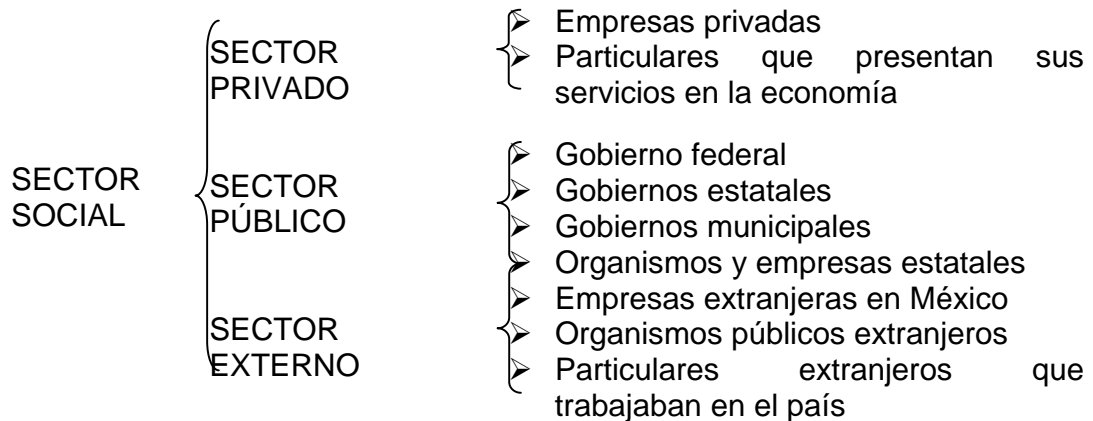 SECTOR
SOCIAL
SECTOR
PRIVADO
➢ Empresas privadas
➢ Particulares que presentan sus
servicios en la economía
SECTOR
PÚBLICO
➢ Gobierno federal
➢ Gobiernos estatales
➢ Gobiernos municipales
➢ Organismos y empresas estatales
SECTOR
EXTERNO
➢ Empresas extranjeras en México
➢ Organismos públicos extranjeros
➢ Particulares extranjeros que
trabajaban en el país